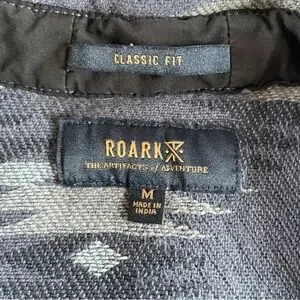 CLASSIC FIT
ROARK
THE ARTIFACTS of ADVENTURE
M
MADE IN
INDIA